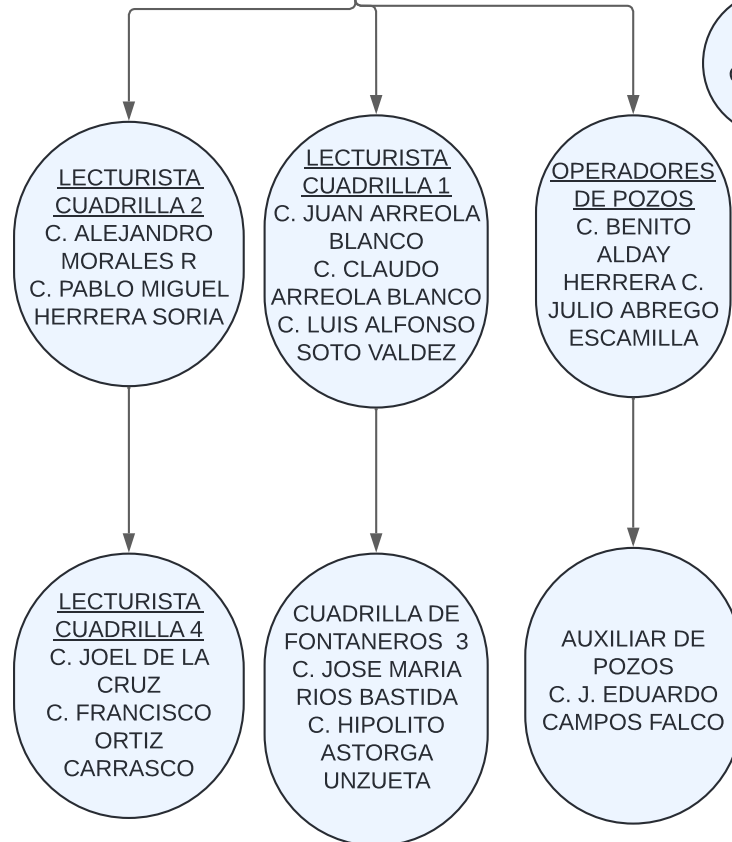 LECTURISTA
CUADRILLA 2
C. ALEJANDRO
MORALES R
C. PABLO MIGUEL
HERRERA SORIA
LECTURISTA
CUADRILLA 1
C. JUAN ARREOLA
BLANCO
C. CLAUDO
ARREOLA BLANCO
C. LUIS ALFONSO
SOTO VALDEZ
OPERADORES
DE POZOS
C. BENITO
ALDAY
HERRERA C.
JULIO ABREGO
ESCAMILLA
LECTURISTA
CUADRILLA 4
C. JOEL DE LA
CRUZ
C. FRANCISCO
ORTIZ
CARRASCO
CUADRILLA DE
FONTANEROS  3
C. JOSE MARIA
RIOS BASTIDA
C. HIPOLITO
ASTORGA
UNZUETA
AUXILIAR DE
POZOS
C. J. EDUARDO
CAMPOS FALCO